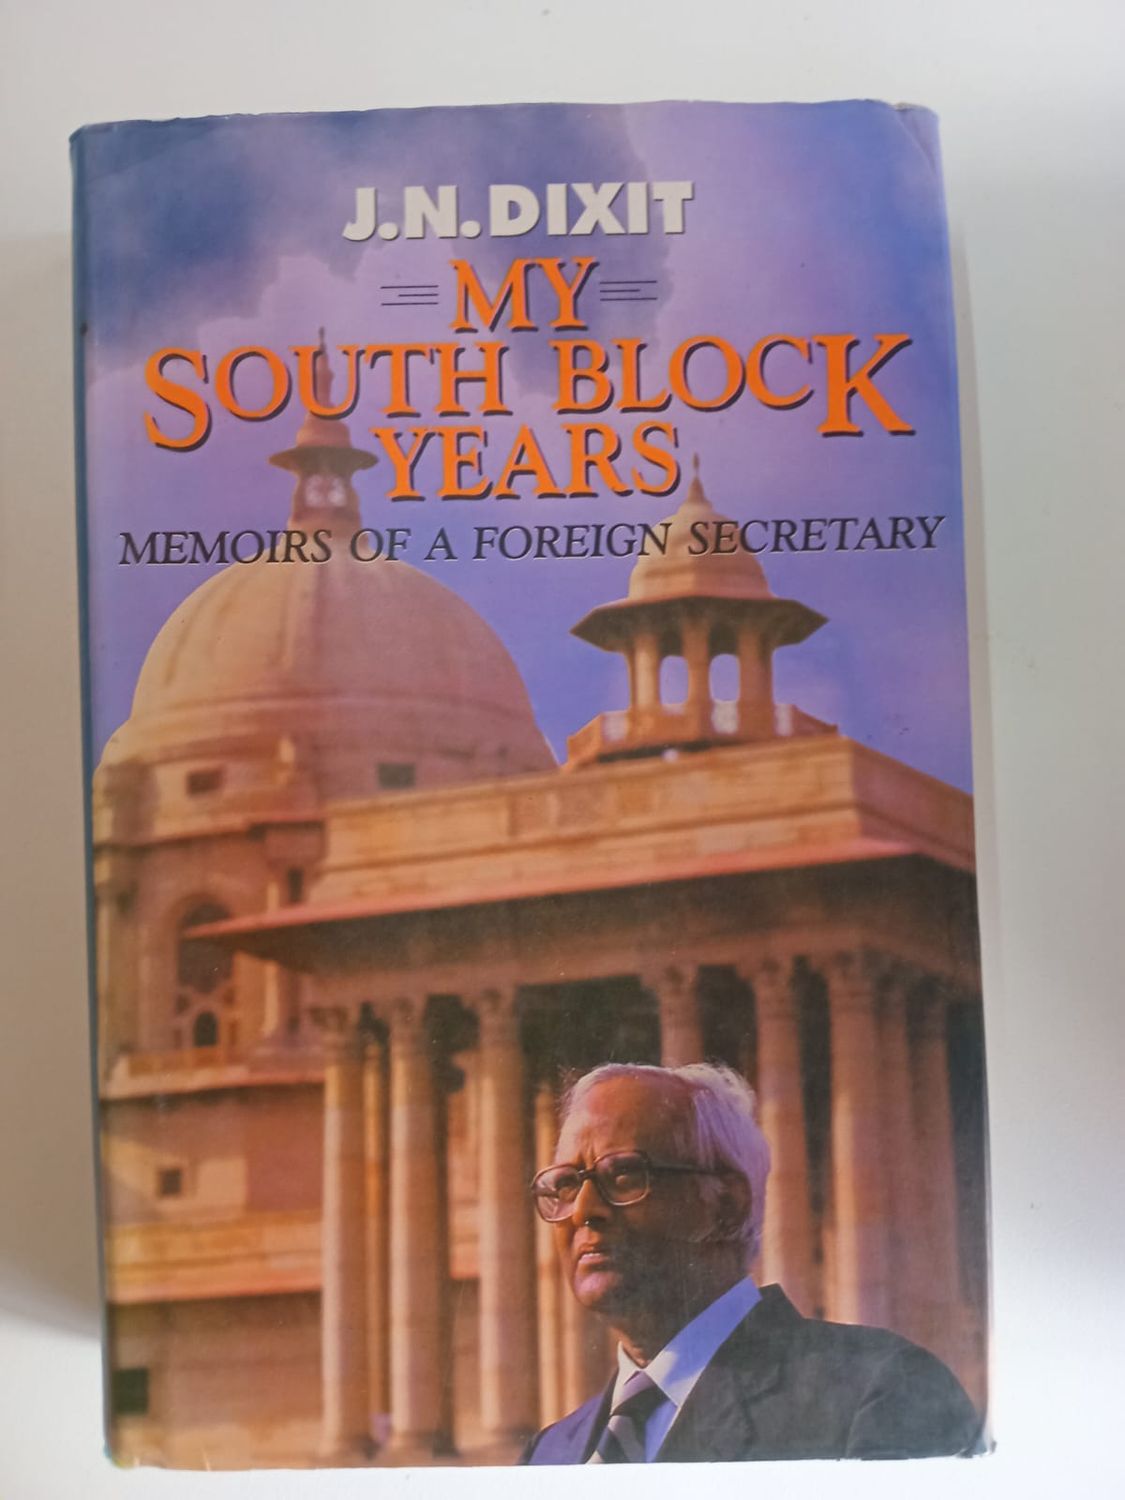 J.N.DIXIT
MY
SOUTH BLOCK
YEARS
MEMOIRS OF A FOREIGN SECRETARY